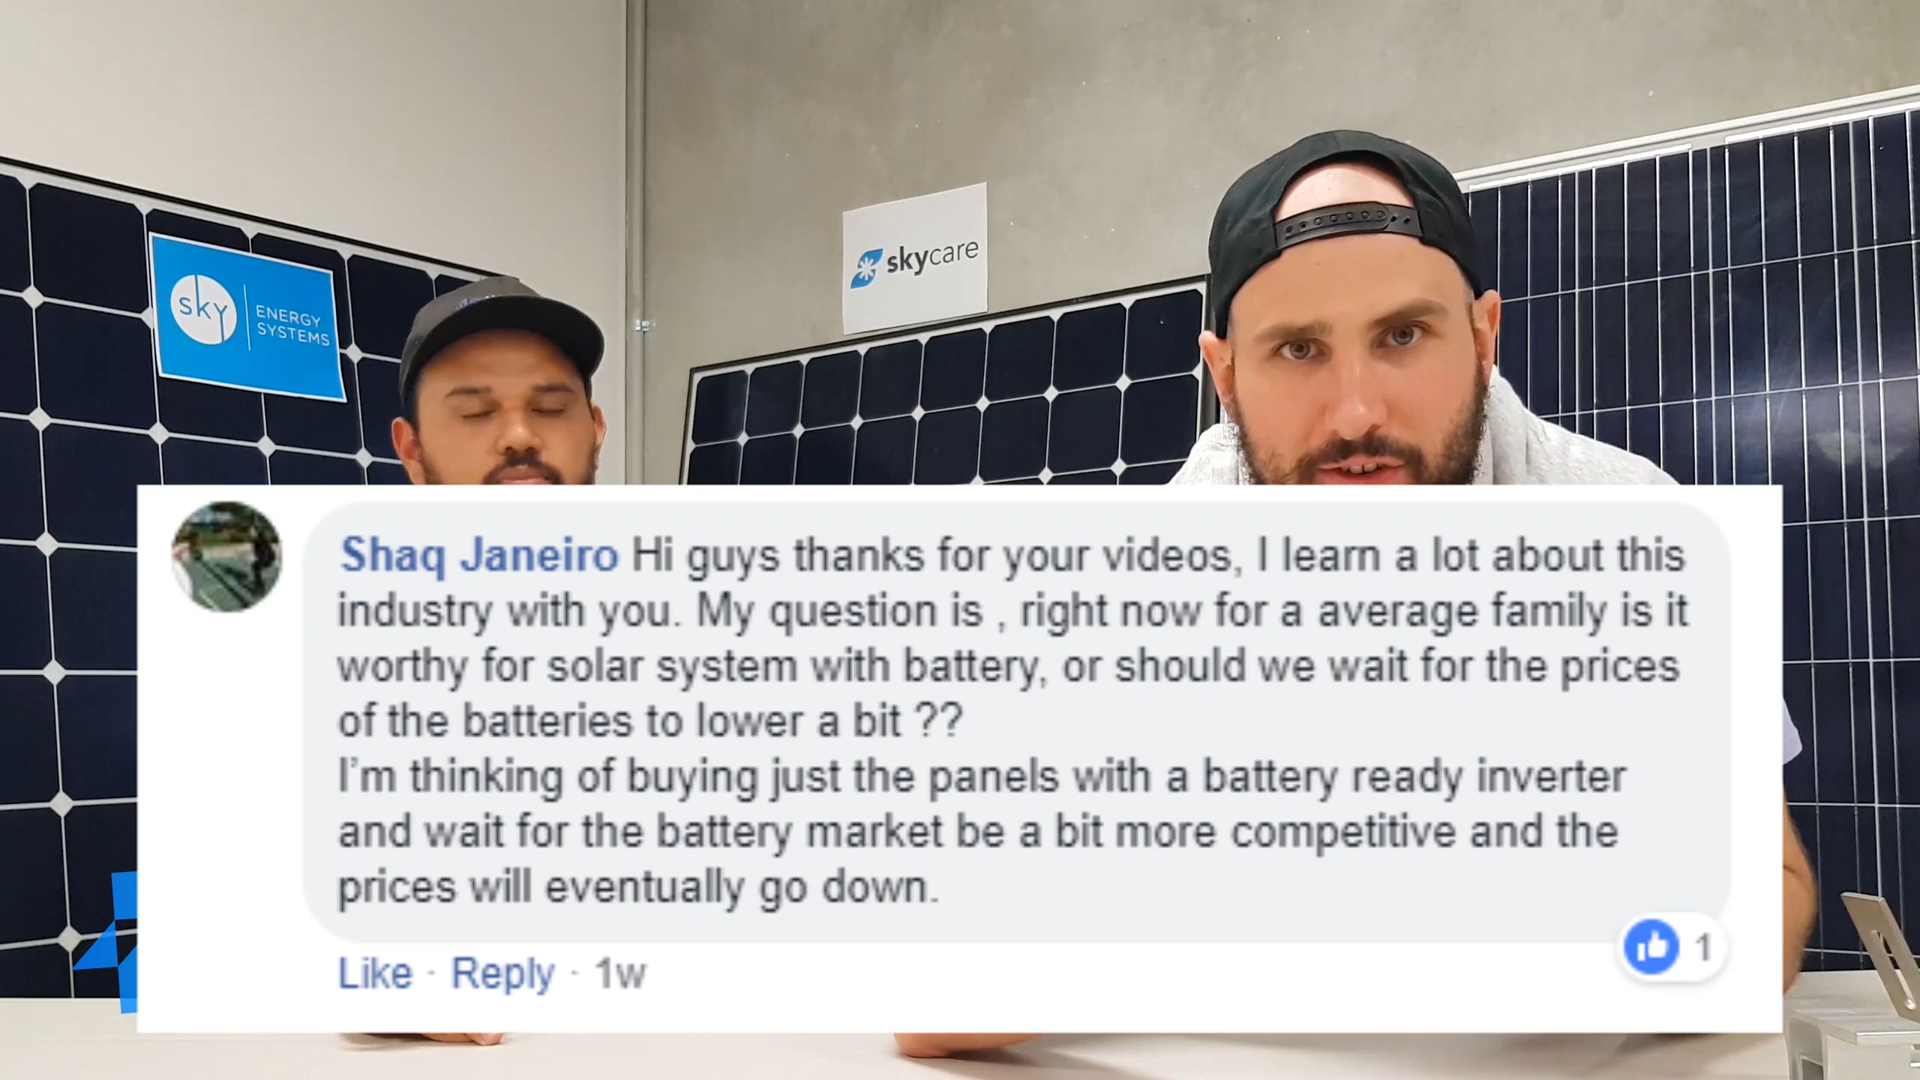 sky
ENERGY
SYSTEMS
skycare
Shaq Janeiro Hi guys thanks for your videos, I learn a lot about this
industry with you. My question is , right now for a average family is it
worthy for solar system with battery, or should we wait for the prices
of the batteries to lower a bit ??
I'm thinking of buying just the panels with a battery ready inverter
and wait for the battery market be a bit more competitive and the
prices will eventually go down.
Like · Reply · 1w
1